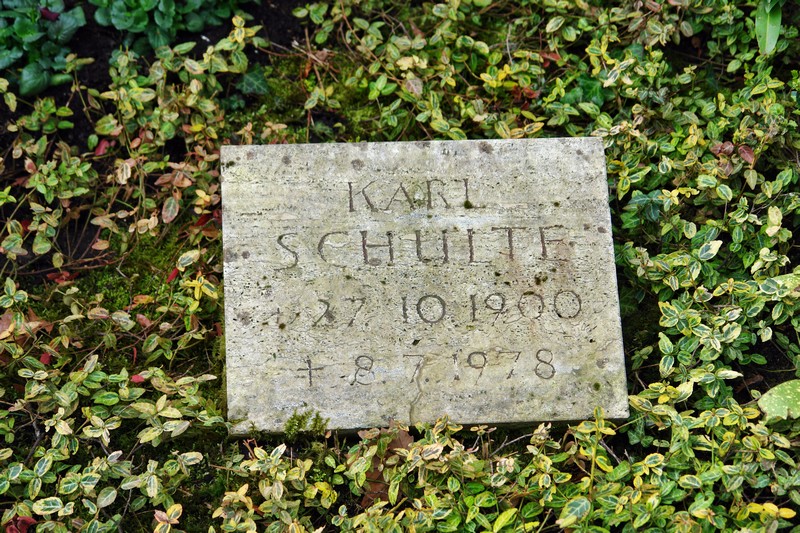 KARL
SCHULTE
* 27 10 1900
+ 8.7.1978